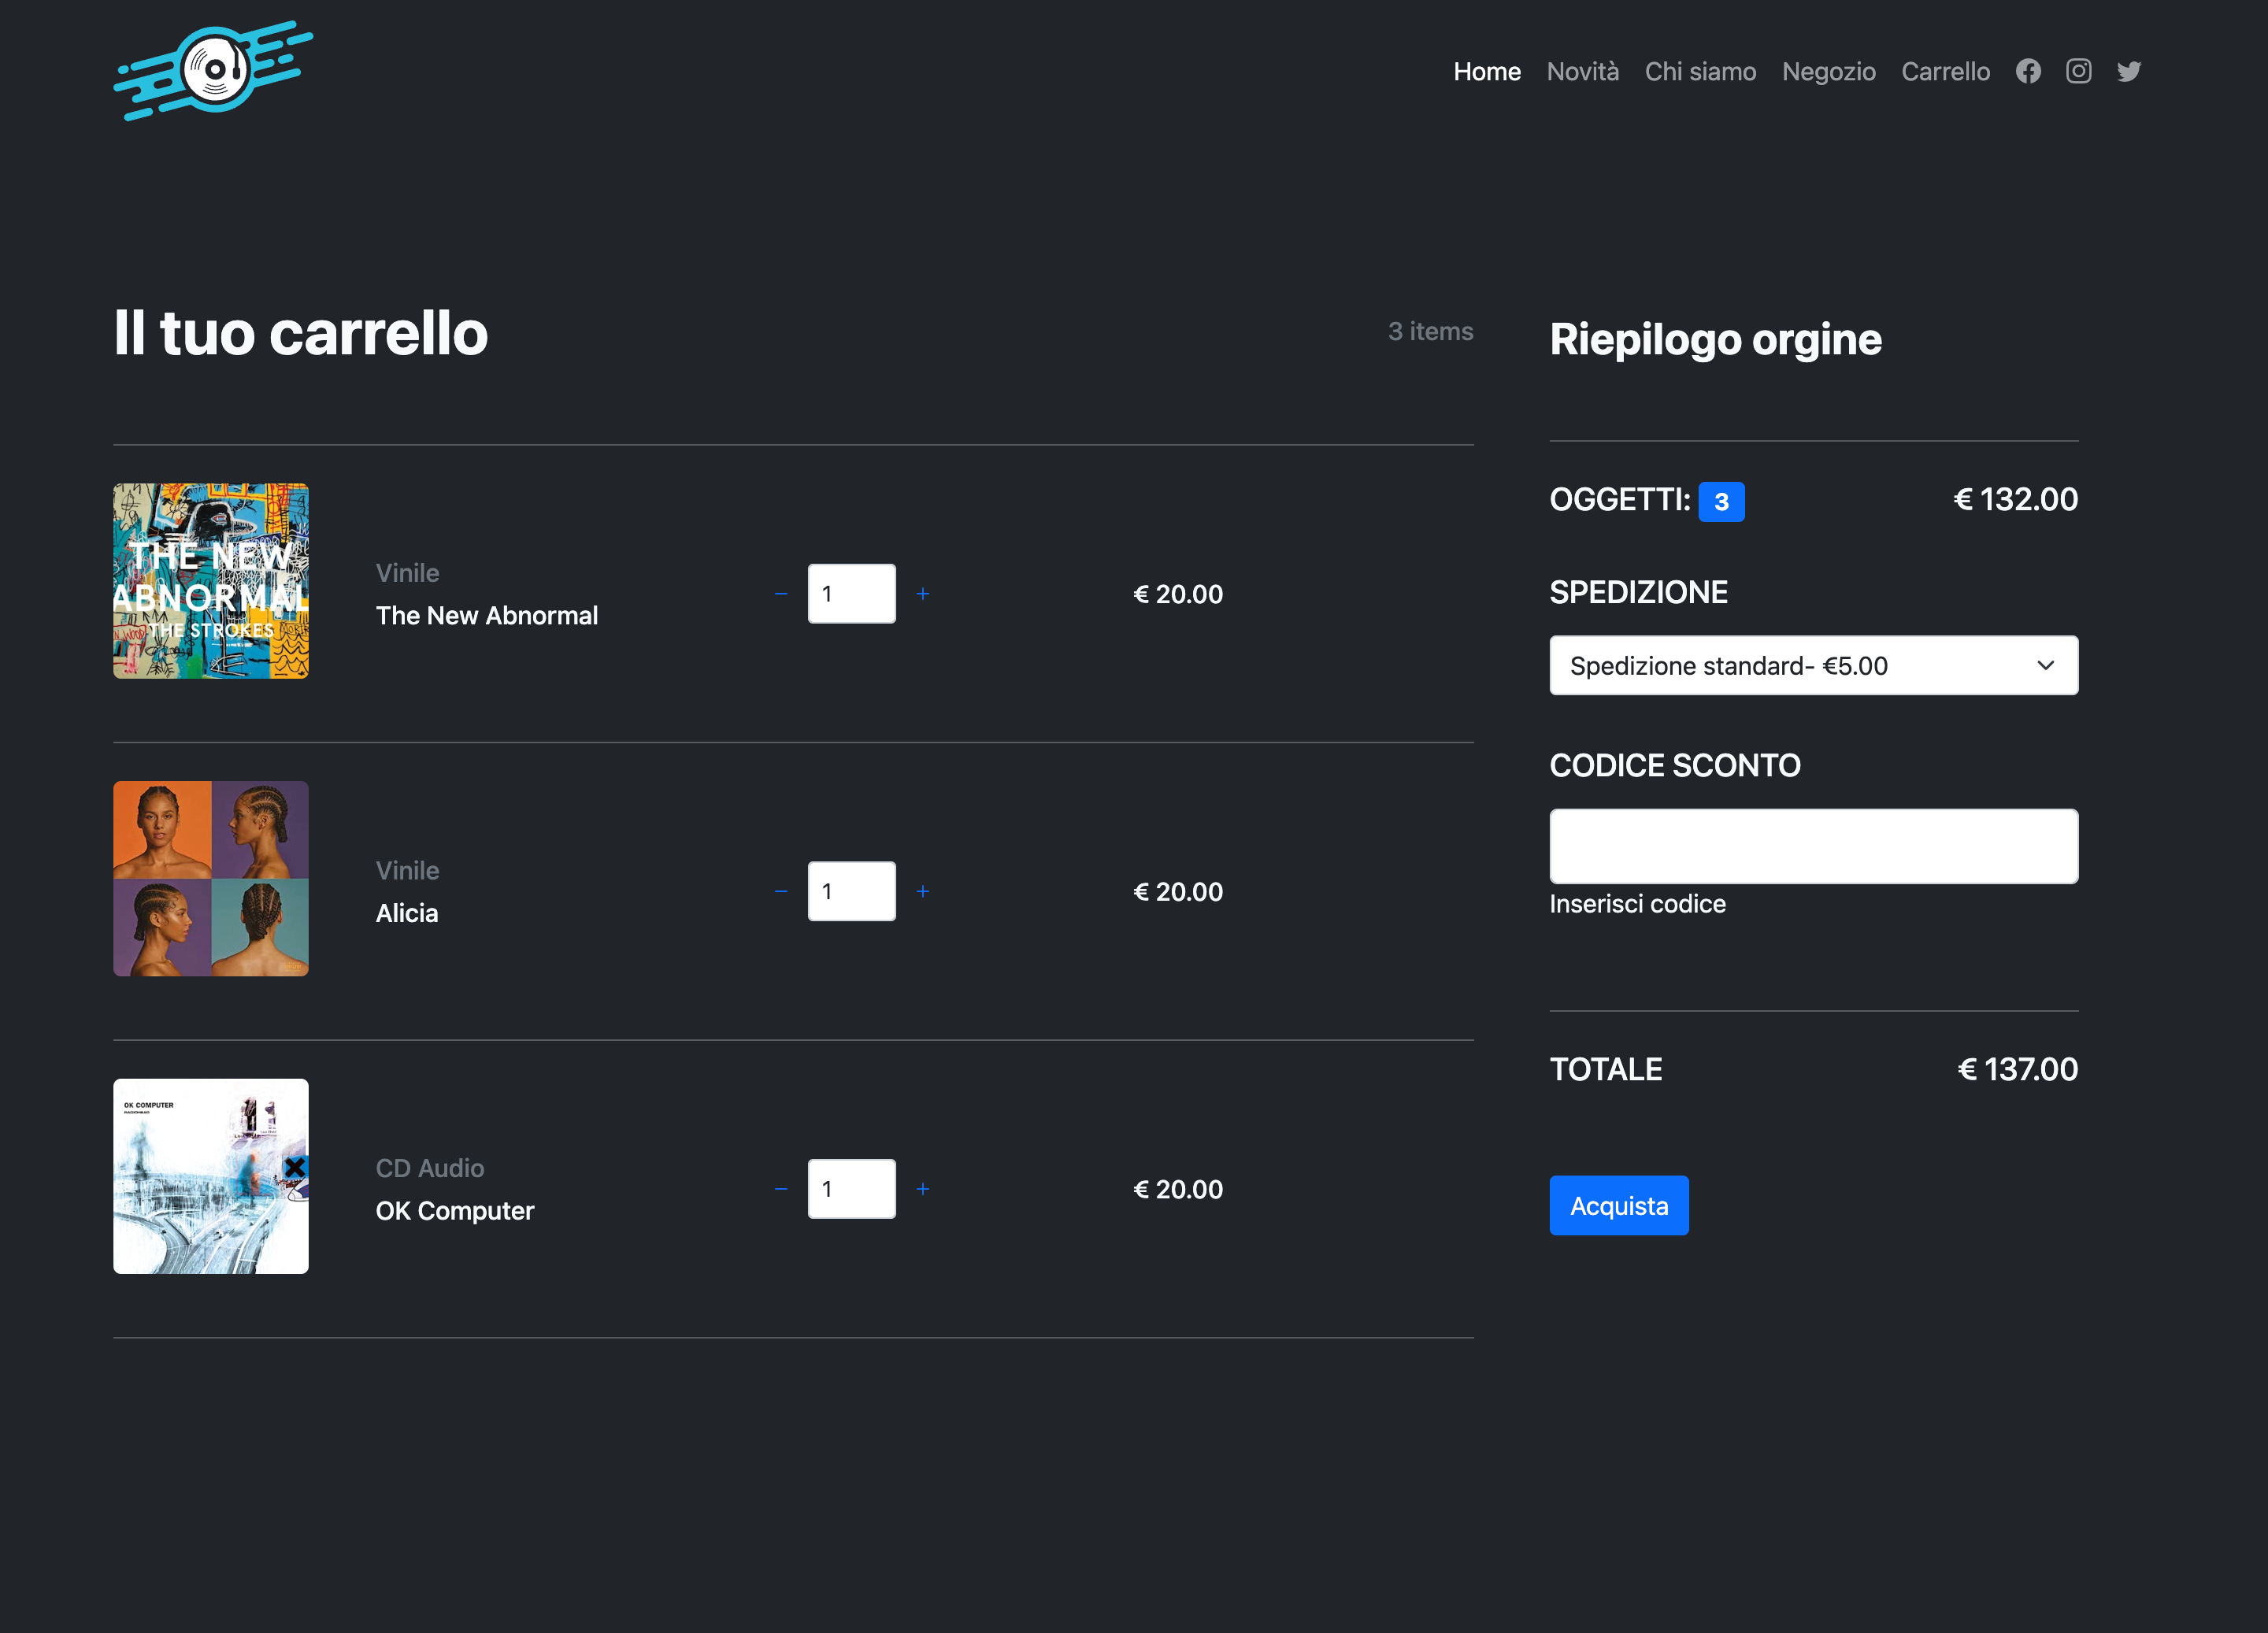 Home Novità Chi siamo Negozio Carrello
Il tuo carrello
3 items
THE NEW
ABNORMAL
THE STROKES
Vinile
The New Abnormal
− 1 +
€ 20.00
Vinile
Alicia
− 1 +
€ 20.00
OK COMPUTER
RADIOHEAD
CD Audio
OK Computer
− 1 +
€ 20.00
Riepilogo orgine
OGGETTI: 3
€ 132.00
SPEDIZIONE
Spedizione standard- €5.00
CODICE SCONTO
Inserisci codice
TOTALE
€ 137.00
Acquista